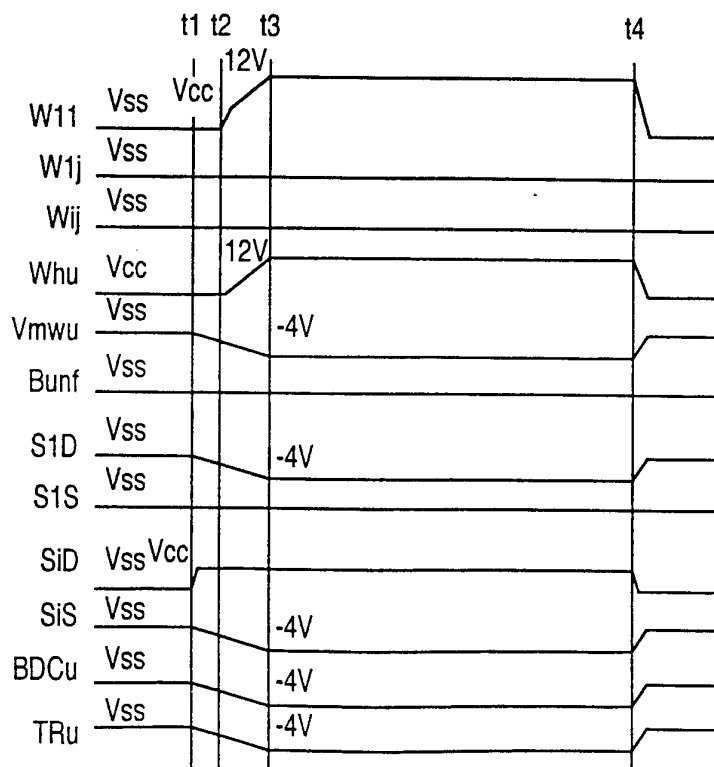 t1 t2 t3 t4
12V
Vcc
W11 Vss
W1j Vss
Wij Vss
Whu Vcc 12V
Vmwu Vss -4V
Bunf Vss
S1D Vss -4V
S1S Vss
SiD Vss Vcc
SiS Vss -4V
BDCu Vss -4V
TRu Vss -4V